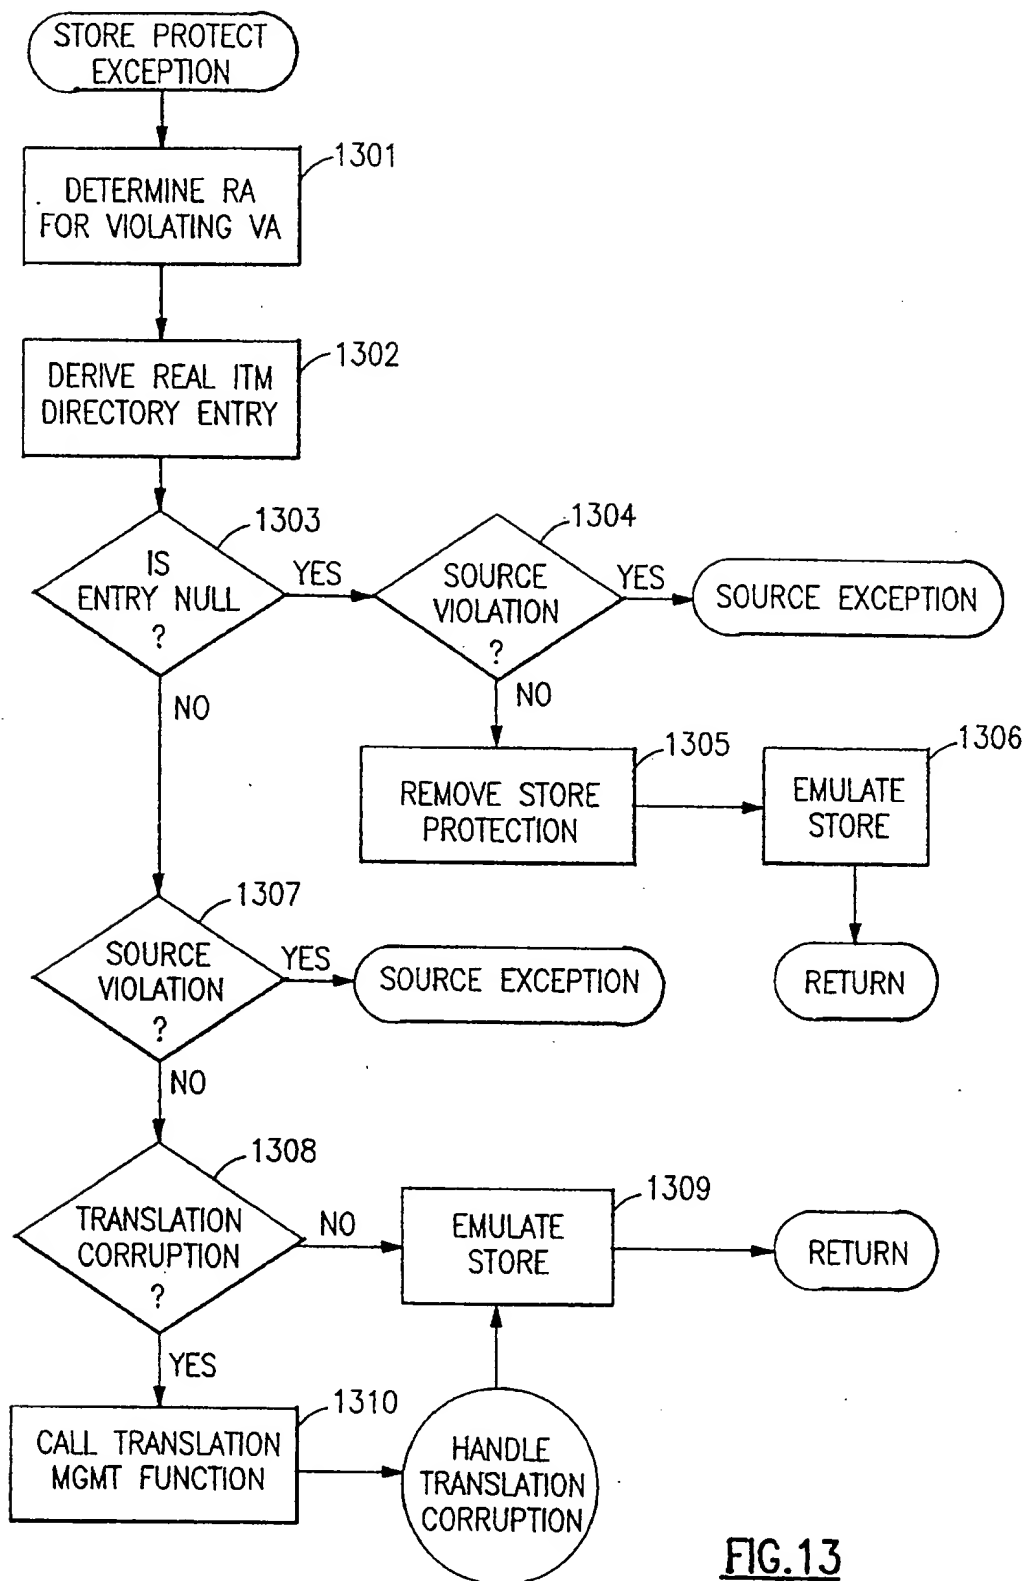 STORE PROTECT
EXCEPTION
1301
DETERMINE RA
FOR VIOLATING VA
1302
DERIVE REAL ITM
DIRECTORY ENTRY
1303
IS
ENTRY NULL
?
YES
NO
1304
SOURCE
VIOLATION
?
YES
NO
SOURCE EXCEPTION
1305
REMOVE STORE
PROTECTION
1306
EMULATE
STORE
RETURN
1307
SOURCE
VIOLATION
?
YES
NO
SOURCE EXCEPTION
1308
TRANSLATION
CORRUPTION
?
NO
YES
1309
EMULATE
STORE
RETURN
1310
CALL TRANSLATION
MGMT FUNCTION
HANDLE
TRANSLATION
CORRUPTION
FIG.13